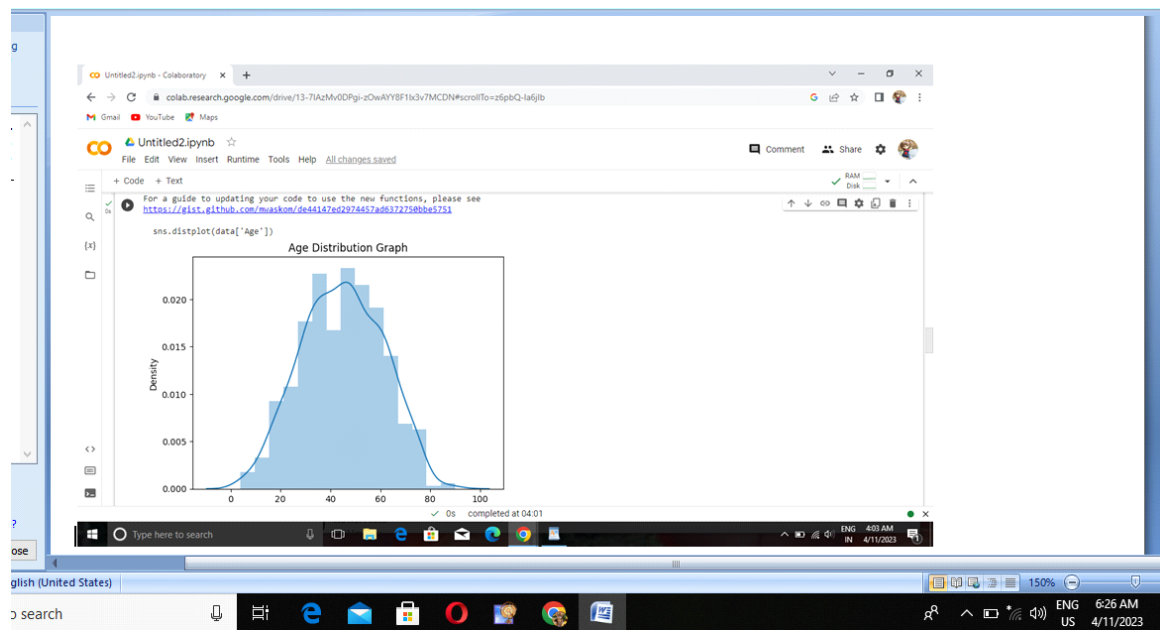 Untitled2.ipynb - Colaboratory
colab.research.google.com/drive/13-7IAzMv0DPgi-zOwAYY8F1Ix3v7MCDN#scrollTo=z6pbQ-Ia6jIb
Gmail YouTube Maps
Untitled2.ipynb
File Edit View Insert Runtime Tools Help All changes saved
Comment Share
+ Code + Text
RAM
Disk
For a guide to updating your code to use the new functions, please see
https://gist.github.com/mwaskom/de44147ed2974457ad6372750bbe5751
0s
sns.distplot(data['Age'])
{x}
Age Distribution Graph
0.020
0.015
Density
0.010
0.005
0.000
0 20 40 60 80 100
0s completed at 04:01
Type here to search
ENG 4:03 AM
IN 4/11/2023
?
ose
glish (United States)
150%
o search
ENG 6:26 AM
US 4/11/2023